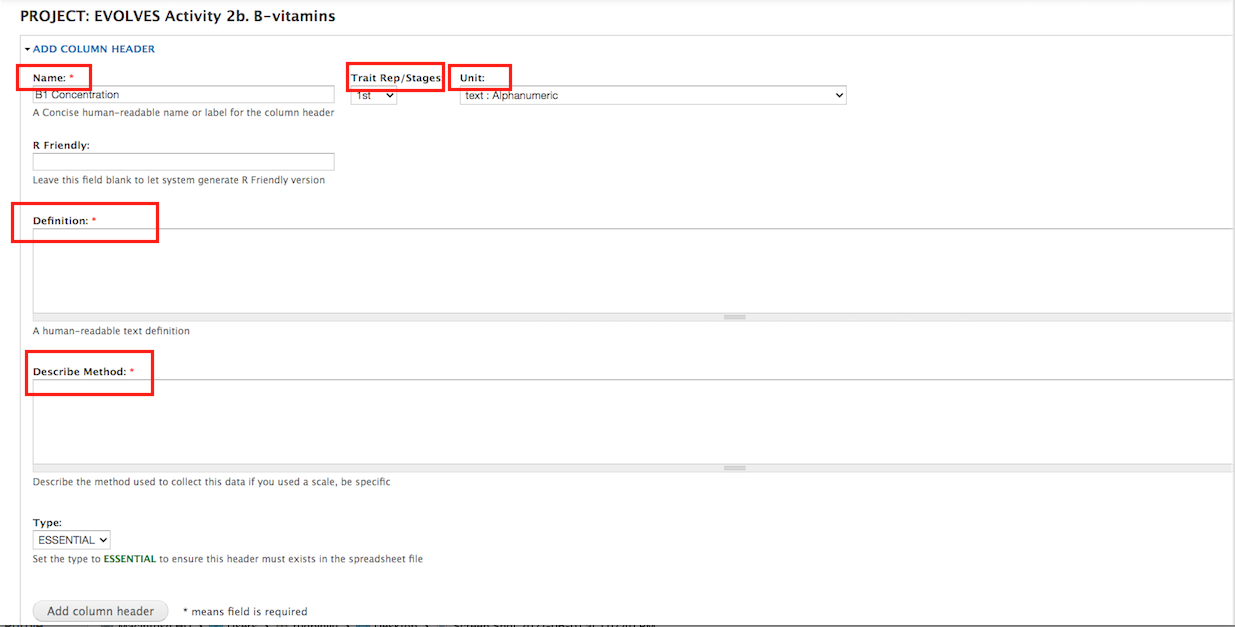 PROJECT: EVOLVES Activity 2b. B-vitamins
ADD COLUMN HEADER
Name: * Trait Rep/Stages Unit:
B1 Concentration 1st text : Alphanumeric
A Concise human-readable name or label for the column header
R Friendly:
Leave this field blank to let system generate R Friendly version
Definition: *
A human-readable text definition
Describe Method: *
Describe the method used to collect this data if you used a scale, be specific
Type:
ESSENTIAL
Set the type to ESSENTIAL to ensure this header must exists in the spreadsheet file
Add column header * means field is required